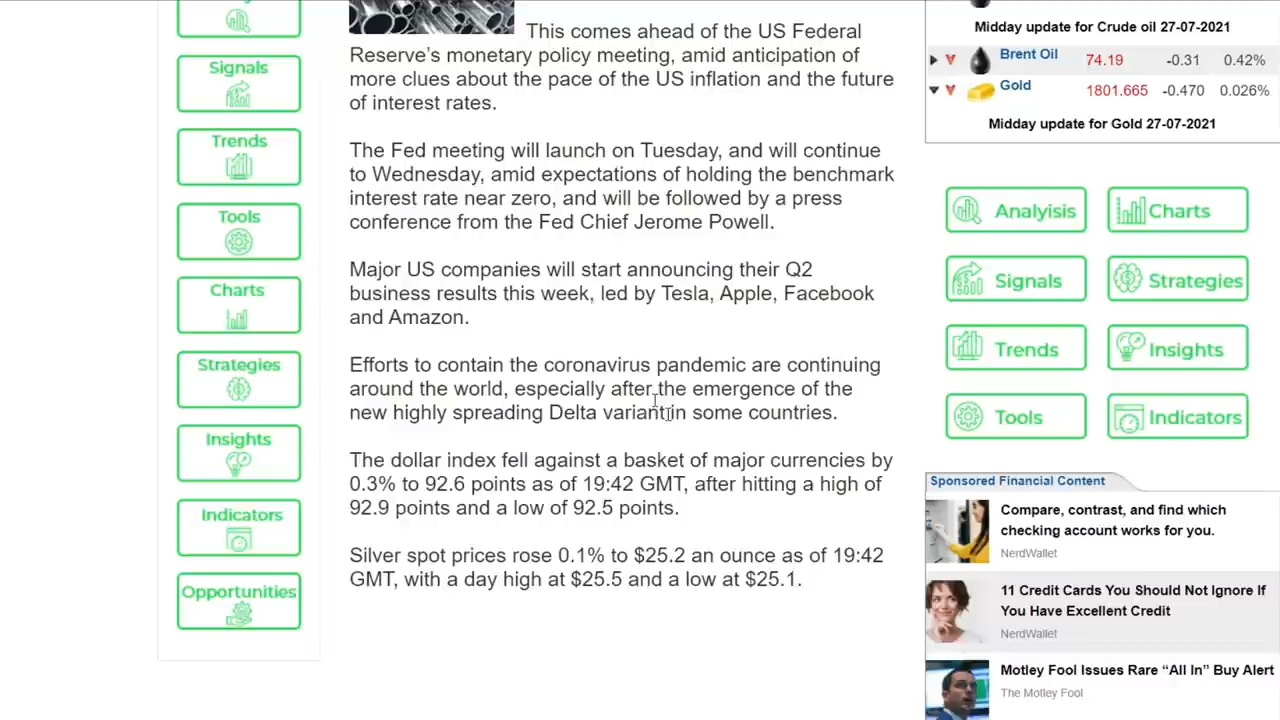 Signals
Trends
Tools
Charts
Strategies
Insights
Indicators
Opportunities
This comes ahead of the US Federal
Reserve's monetary policy meeting, amid anticipation of
more clues about the pace of the US inflation and the future
of interest rates.
The Fed meeting will launch on Tuesday, and will continue
to Wednesday, amid expectations of holding the benchmark
interest rate near zero, and will be followed by a press
conference from the Fed Chief Jerome Powell.
Major US companies will start announcing their Q2
business results this week, led by Tesla, Apple, Facebook
and Amazon.
Efforts to contain the coronavirus pandemic are continuing
around the world, especially after the emergence of the
new highly spreading Delta variant in some countries.
The dollar index fell against a basket of major currencies by
0.3% to 92.6 points as of 19:42 GMT, after hitting a high of
92.9 points and a low of 92.5 points.
Silver spot prices rose 0.1% to $25.2 an ounce as of 19:42
GMT, with a day high at $25.5 and a low at $25.1.
Midday update for Crude oil 27-07-2021
Brent Oil 74.19 -0.31 0.42%
Gold 1801.665 -0.470 0.026%
Midday update for Gold 27-07-2021
Analyisis Charts
Signals Strategies
Trends Insights
Tools Indicators
Sponsored Financial Content
Compare, contrast, and find which
checking account works for you.
NerdWallet
11 Credit Cards You Should Not Ignore If
You Have Excellent Credit
NerdWallet
Motley Fool Issues Rare “All In” Buy Alert
The Motley Fool